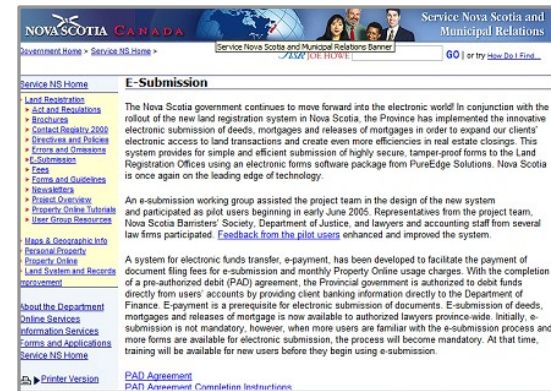 NOVA SCOTIA CANADA
Service Nova Scotia and
Municipal Relations
Service Nova Scotia and Municipal Relations Banner
Government Home > Service NS Home >
ASK JOE HOWE
GO | or try How Do I Find...
Service NS Home
Land Registration
Act and Regulations
Brochures
Contact Registry 2000
Directives and Policies
Errors and Omissions
E-Submission
Fees
Forms and Guidelines
Newsletters
Project Overview
Property Online Tutorials
User Group Resources
Maps & Geographic Info
Personal Property
Property Online
Land System and Records
Improvement
About the Department
Online Services
Information Services
Forms and Applications
Service NS Home
Printer Version
E-Submission
The Nova Scotia government continues to move forward into the electronic world! In conjunction with the
rollout of the new land registration system in Nova Scotia, the Province has implemented the innovative
electronic submission of deeds, mortgages and releases of mortgages in order to expand our clients'
electronic access to land transactions and create even more efficiencies in real estate closings. This
system provides for simple and efficient submission of highly secure, tamper-proof forms to the Land
Registration Offices using an electronic forms software package from PureEdge Solutions. Nova Scotia
is once again on the leading edge of technology.
An e-submission working group assisted the project team in the design of the new system
and participated as pilot users beginning in early June 2005. Representatives from the project team,
Nova Scotia Barristers' Society, Department of Justice, and lawyers and accounting staff from several
law firms participated. Feedback from the pilot users enhanced and improved the system.
A system for electronic funds transfer, e-payment, has been developed to facilitate the payment of
document filing fees for e-submission and monthly Property Online usage charges. With the completion
of a pre-authorized debit (PAD) agreement, the Provincial government is authorized to debit funds
directly from users' accounts by providing client banking information directly to the Department of
Finance. E-payment is a prerequisite for electronic submission of documents. E-submission of deeds,
mortgages and releases of mortgage is now available to authorized lawyers province-wide. Initially, e-
submission is not mandatory, however, when more users are familiar with the e-submission process and
more forms are available for electronic submission, the process will become mandatory. At that time,
training will be available for new users before they begin using e-submission.
PAD Agreement
PAD Agreement Completion Instructions